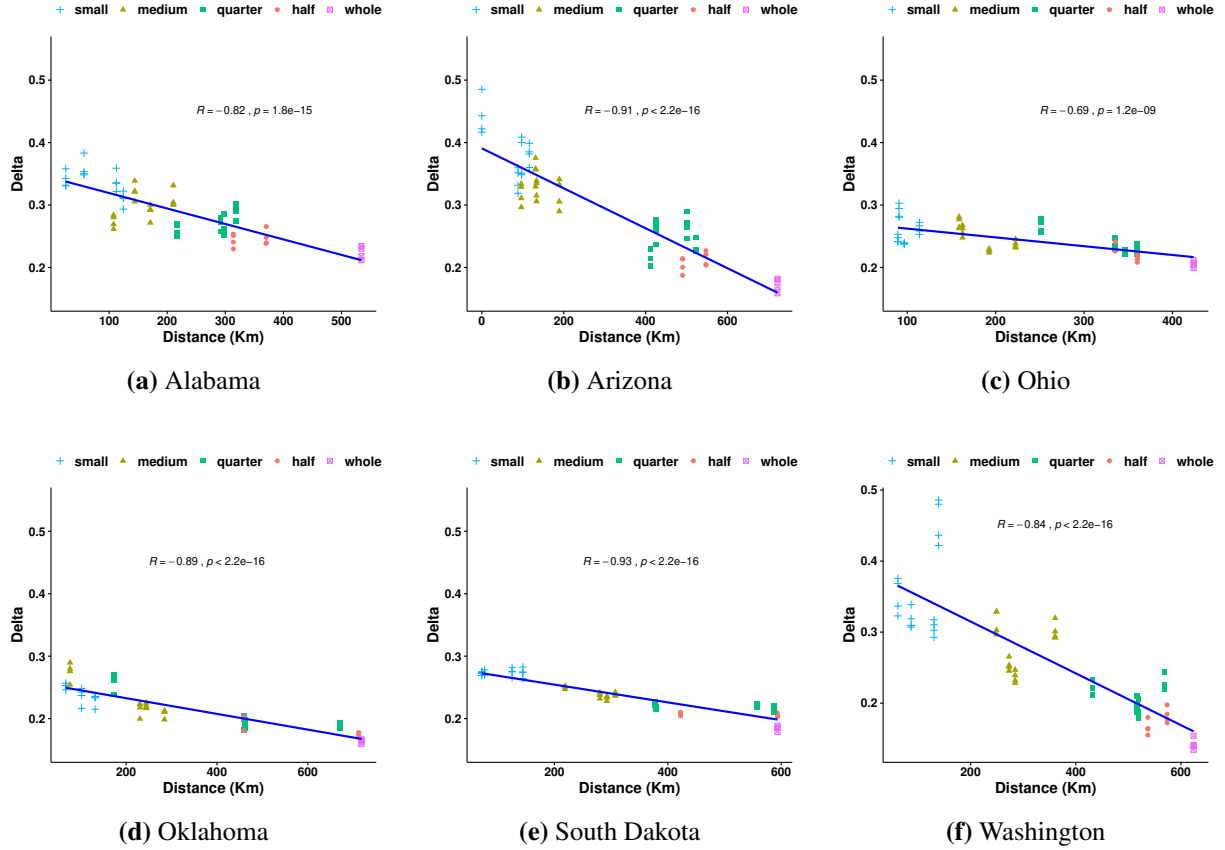 small medium quarter half whole
0.5
0.4
0.3
0.2
Delta
R = −0.82 , p = 1.8e−15
100 200 300 400 500
Distance (Km)
(a) Alabama
small medium quarter half whole
0.5
0.4
0.3
0.2
Delta
R = −0.91 , p < 2.2e−16
0 200 400 600
Distance (Km)
(b) Arizona
small medium quarter half whole
0.5
0.4
0.3
0.2
Delta
R = −0.69 , p = 1.2e−09
100 200 300 400
Distance (Km)
(c) Ohio
small medium quarter half whole
0.5
0.4
0.3
0.2
Delta
R = −0.89 , p < 2.2e−16
200 400 600
Distance (Km)
(d) Oklahoma
small medium quarter half whole
0.5
0.4
0.3
0.2
Delta
R = −0.93 , p < 2.2e−16
200 400 600
Distance (Km)
(e) South Dakota
small medium quarter half whole
0.5
0.4
0.3
0.2
Delta
R = −0.84 , p < 2.2e−16
200 400 600
Distance (Km)
(f) Washington